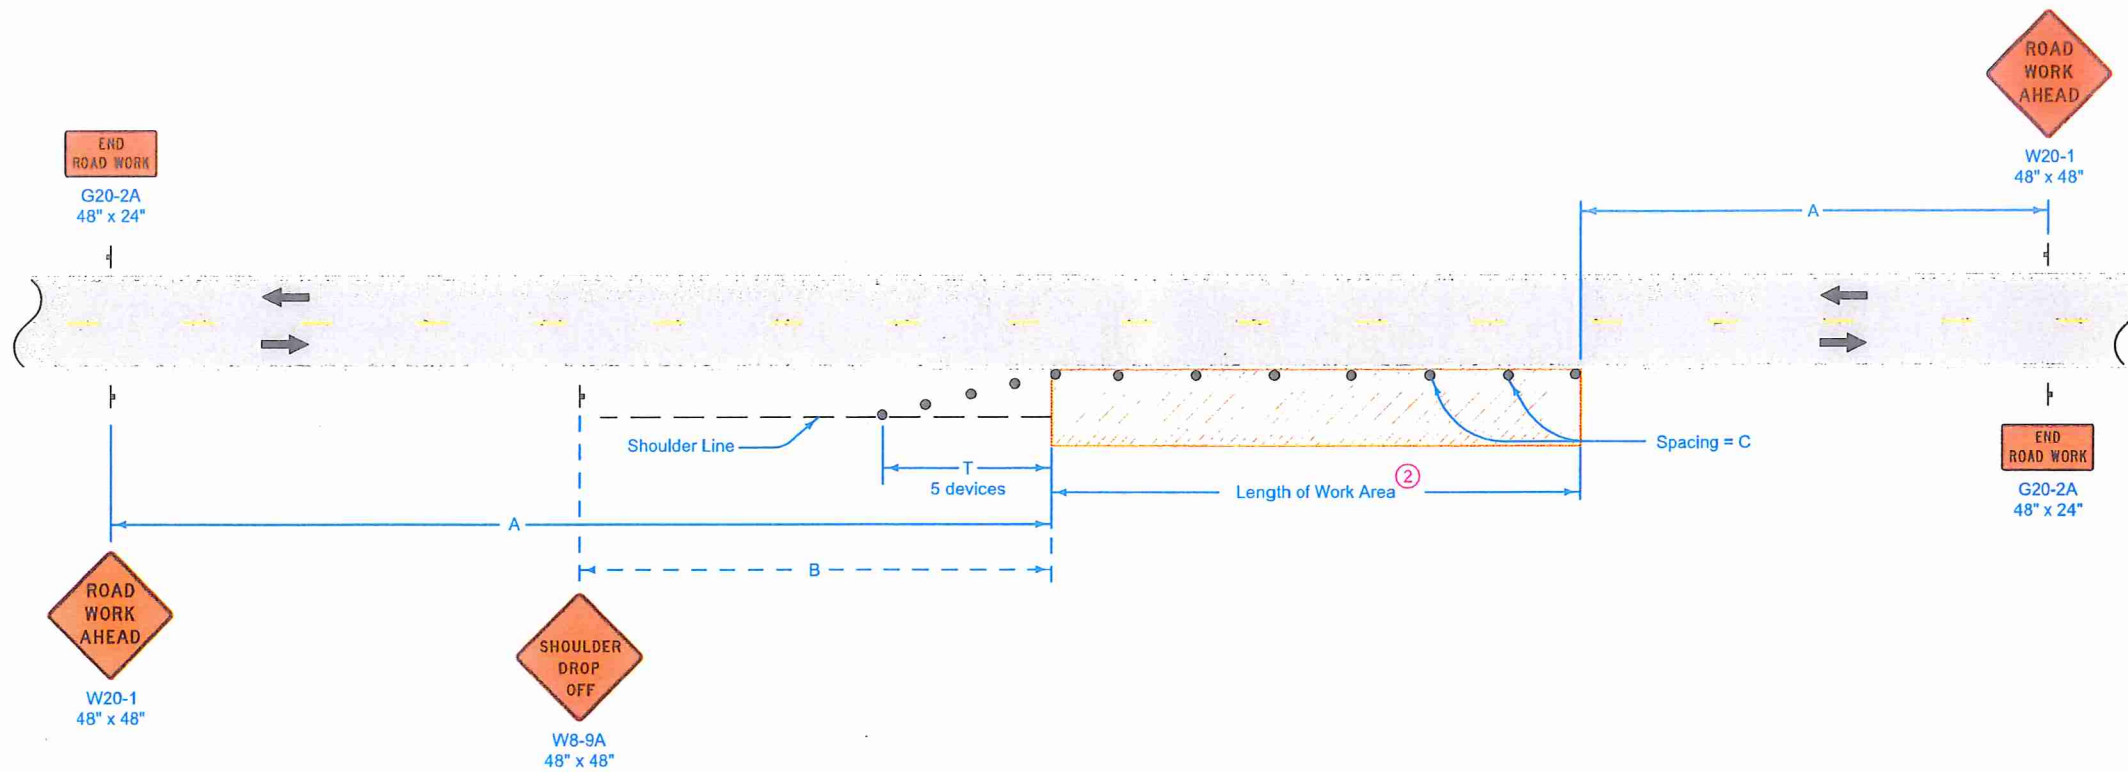 ROAD
WORK
AHEAD
W20-1
48" x 48"
END
ROAD WORK
G20-2A
48" x 24"
A
Shoulder Line
T
5 devices
Spacing = C
Length of Work Area
2
A
B
END
ROAD WORK
G20-2A
48" x 24"
ROAD
WORK
AHEAD
W20-1
48" x 48"
SHOULDER
DROP
OFF
W8-9A
48" x 48"